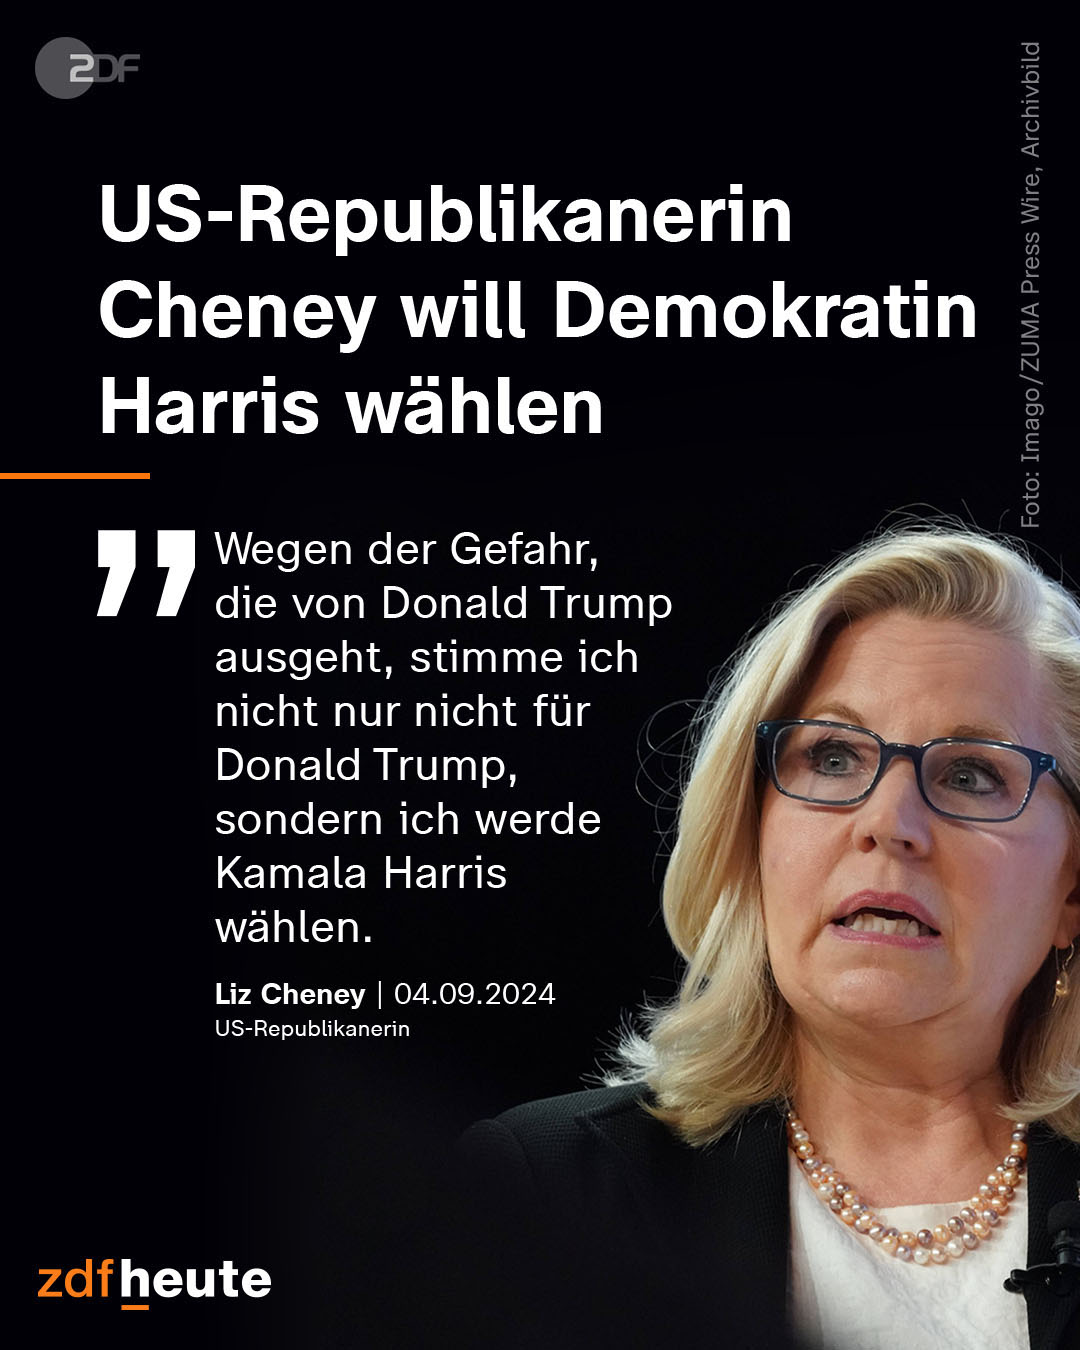 ZDF
Foto: Imago/ZUMA Press Wire, Archivbild
US-Republikanerin
Cheney will Demokratin
Harris wählen
”
Wegen der Gefahr,
die von Donald Trump
ausgeht, stimme ich
nicht nur nicht für
Donald Trump,
sondern ich werde
Kamala Harris
wählen.
Liz Cheney | 04.09.2024
US-Republikanerin
zdfheute